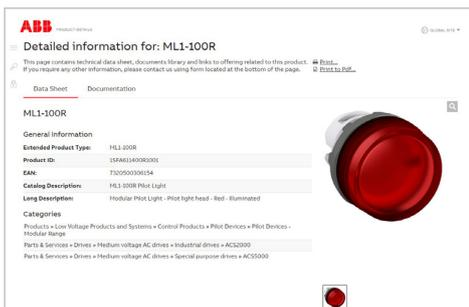 ABB
PRODUCT-DETAILS
GLOBAL SITE
Detailed information for: ML1-100R
This page contains technical data sheet, documents library and links to offering related to this product.
If you require any other information, please contact us using form located at the bottom of the page.
Print...
Print to Pdf...
Data Sheet
Documentation
ML1-100R
General Information
Extended Product Type: ML1-100R
Product ID: 1SFA611400R1001
EAN: 7320500306154
Catalog Description: ML1-100R Pilot Light
Long Description: Modular Pilot Light - Pilot light head - Red - Illuminated
Categories
Products » Low Voltage Products and Systems » Control Products » Pilot Devices » Pilot Devices -
Modular Range
Parts & Services » Drives » Medium voltage AC drives » Industrial drives » ACS2000
Parts & Services » Drives » Medium voltage AC drives » Special purpose drives » ACS5000